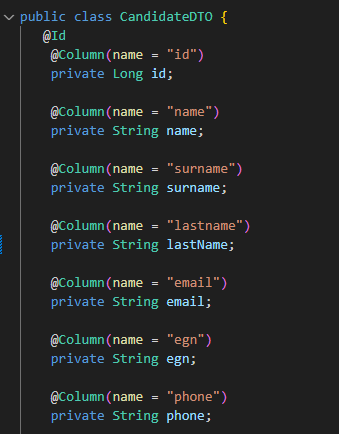 public class CandidateDTO {
@Id
@Column(name = "id")
private Long id;
@Column(name = "name")
private String name;
@Column(name = "surname")
private String surname;
@Column(name = "lastname")
private String lastName;
@Column(name = "email")
private String email;
@Column(name = "egn")
private String egn;
@Column(name = "phone")
private String phone;